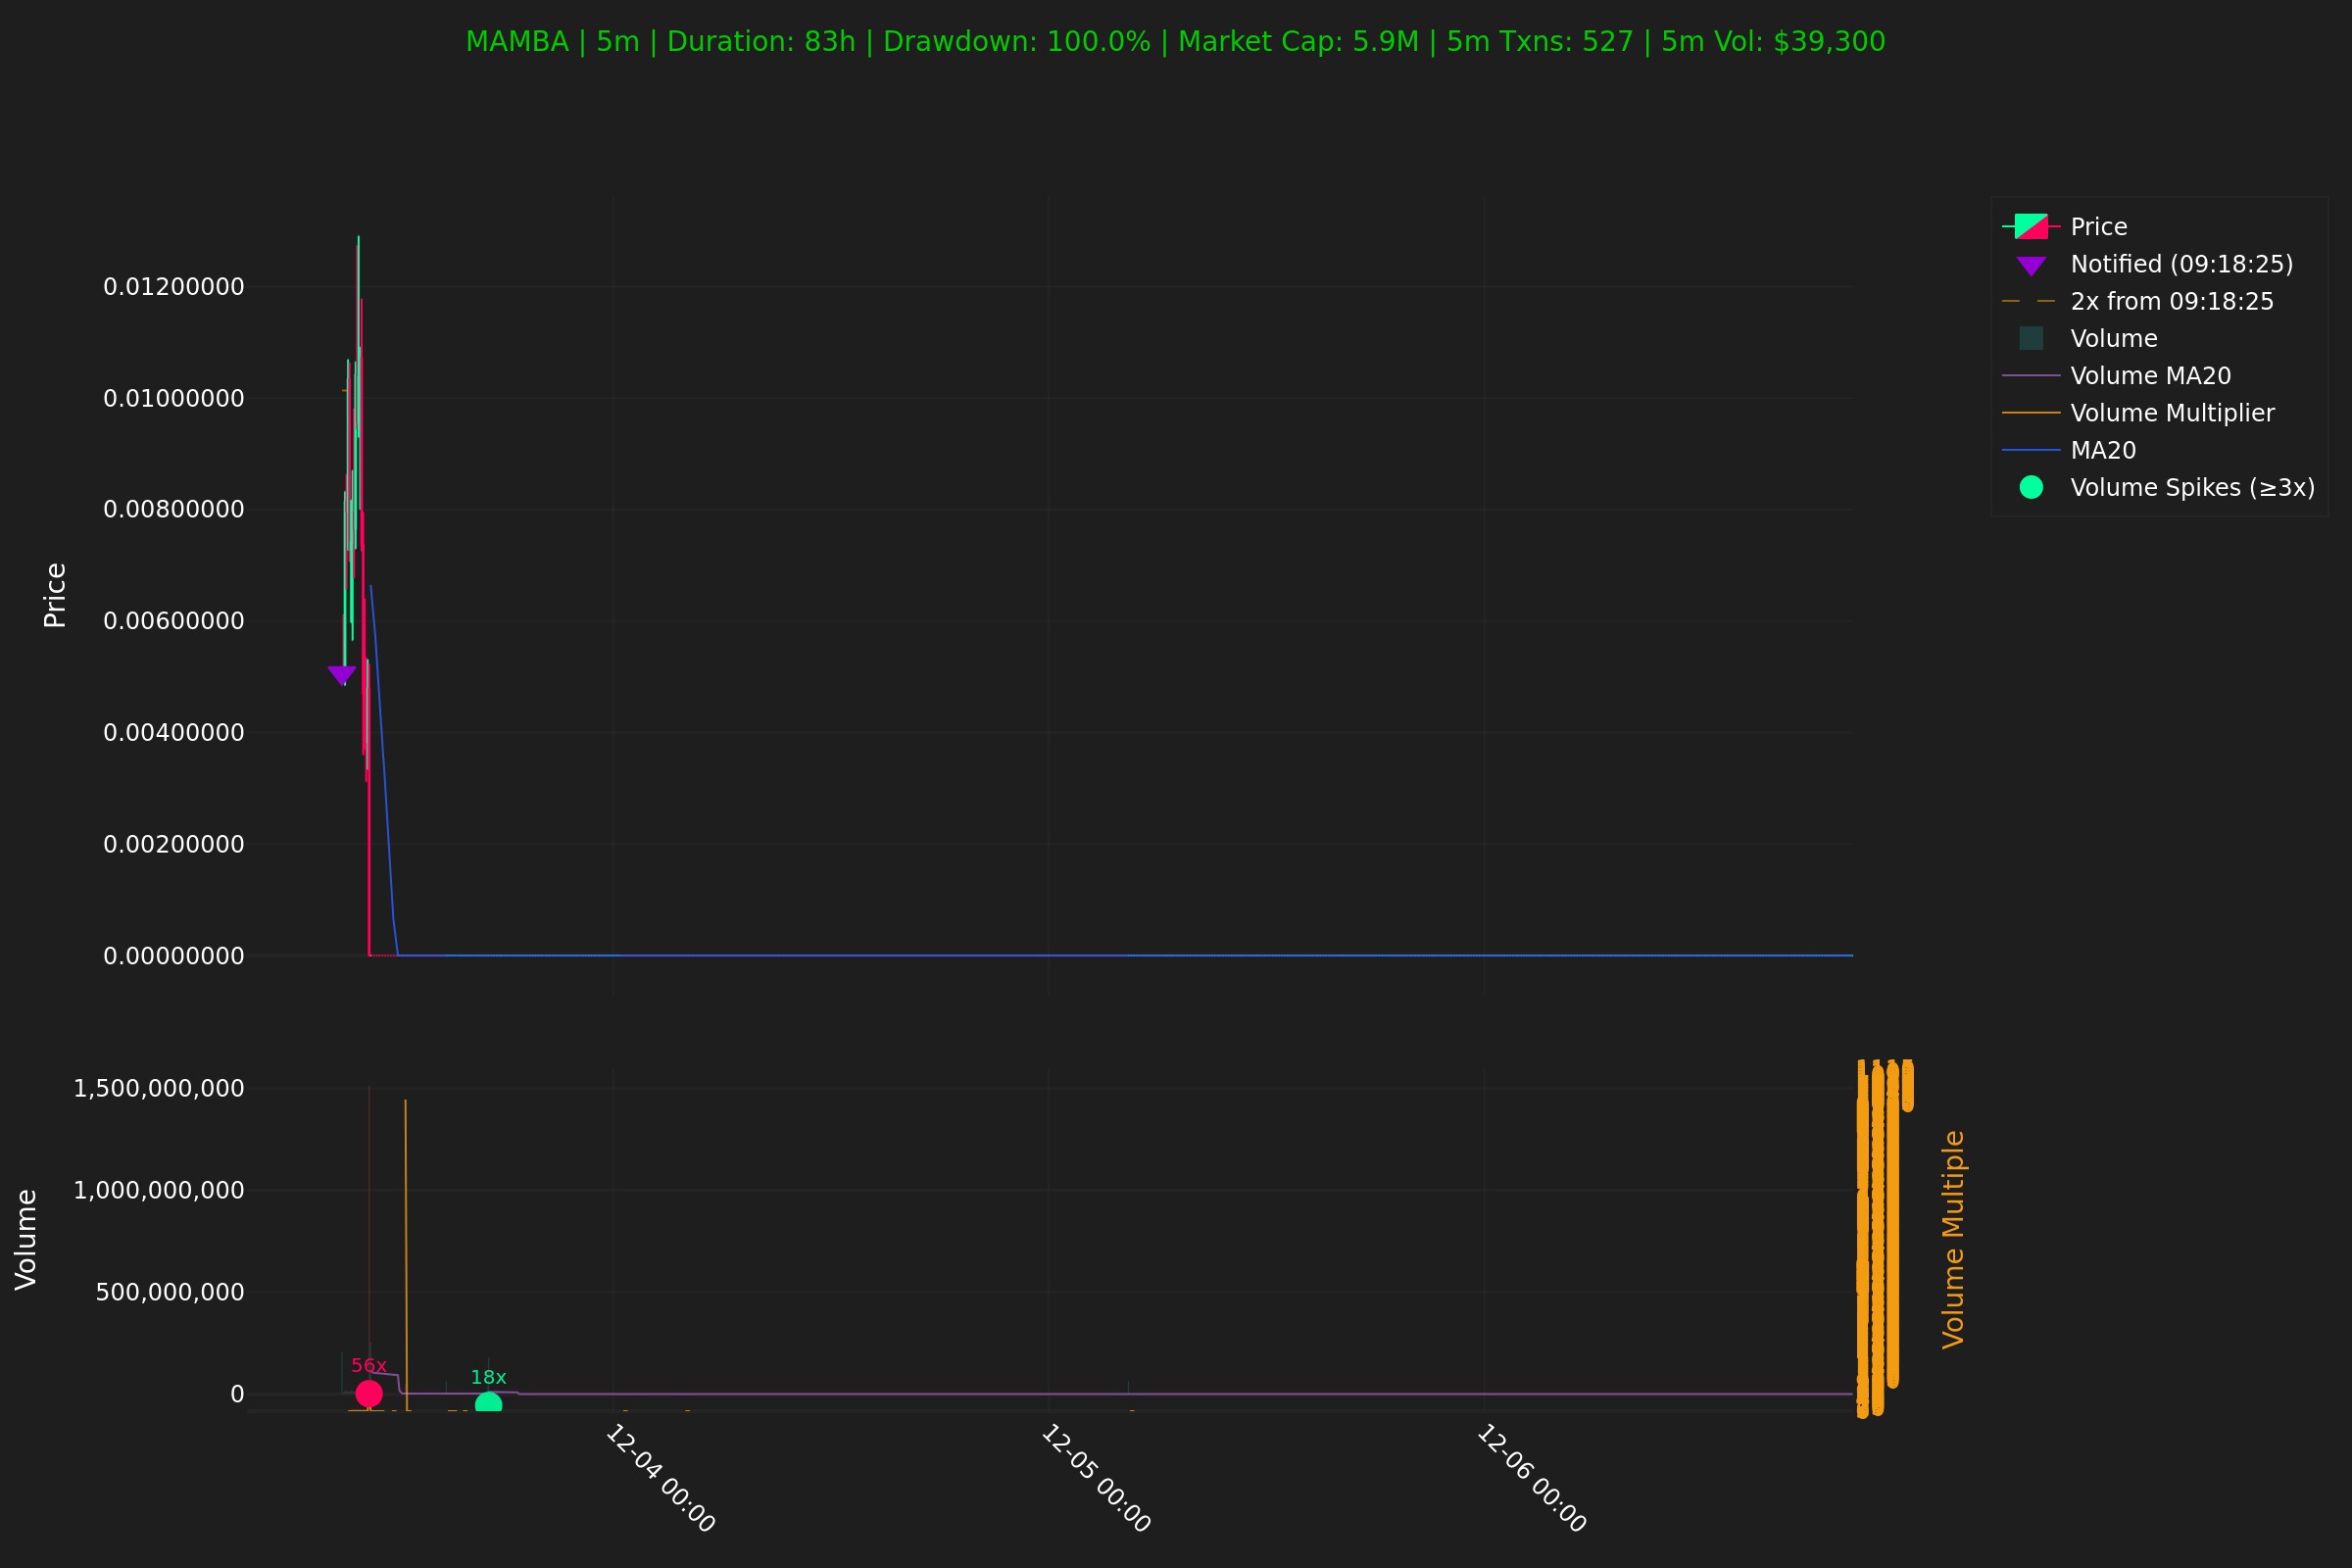 MAMBA | 5m | Duration: 83h | Drawdown: 100.0% | Market Cap: 5.9M | 5m Txns: 527 | 5m Vol: $39,300
Price
Notified (09:18:25)
2x from 09:18:25
Volume
Volume MA20
Volume Multiplier
MA20
Volume Spikes (≥3x)
Price
0.01200000
0.01000000
0.00800000
0.00600000
0.00400000
0.00200000
0.00000000
Volume
1,500,000,000
1,000,000,000
500,000,000
0
56x
18x
Volume Multiple
12-04 00:00
12-05 00:00
12-06 00:00